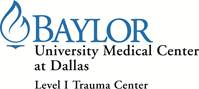 BAYLOR
University Medical Center
at Dallas
Level I Trauma Center